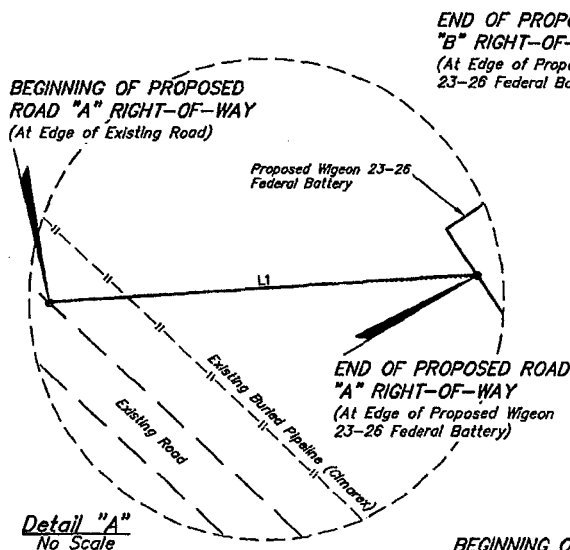 END OF PROPO
"B" RIGHT-OF-
(At Edge of Propo
23-26 Federal Ba
BEGINNING OF PROPOSED
ROAD "A" RIGHT-OF-WAY
(At Edge of Existing Road)
Proposed Wigeon 23-26
Federal Battery
L1
END OF PROPOSED ROAD
"A" RIGHT-OF-WAY
(At Edge of Proposed Wigeon
23-26 Federal Battery)
Existing Buried Pipeline (Cimarex)
Existing Road
Detail "A"
No Scale
BEGINNING O